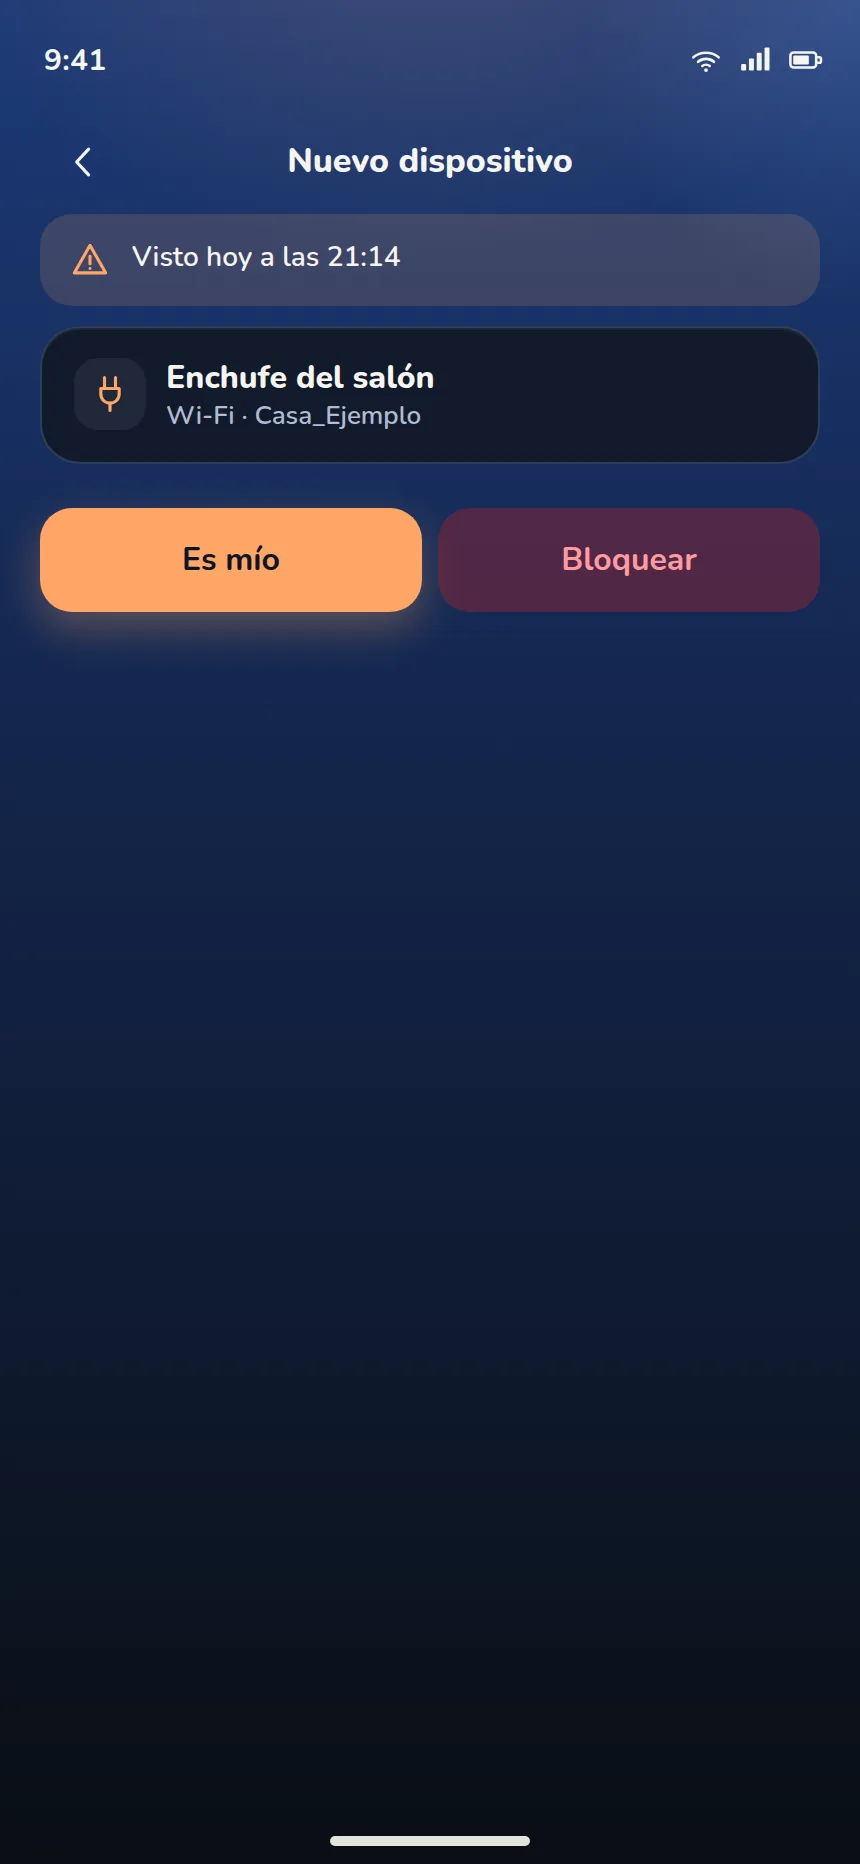 9:41
Nuevo dispositivo
Visto hoy a las 21:14
Enchufe del salón
Wi-Fi · Casa_Ejemplo
Es mío
Bloquear